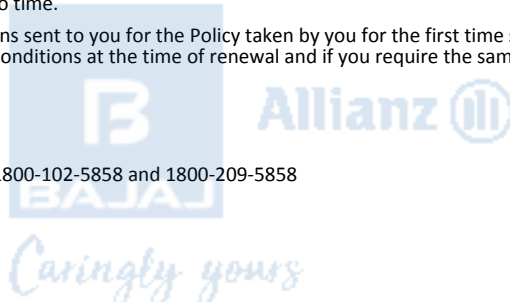 o time.
ns sent to you for the Policy taken by you for the first time s
onditions at the time of renewal and if you require the sam
B Allianz
1800-102-5858 and 1800-209-5858
BAJAJ
Caringly yours